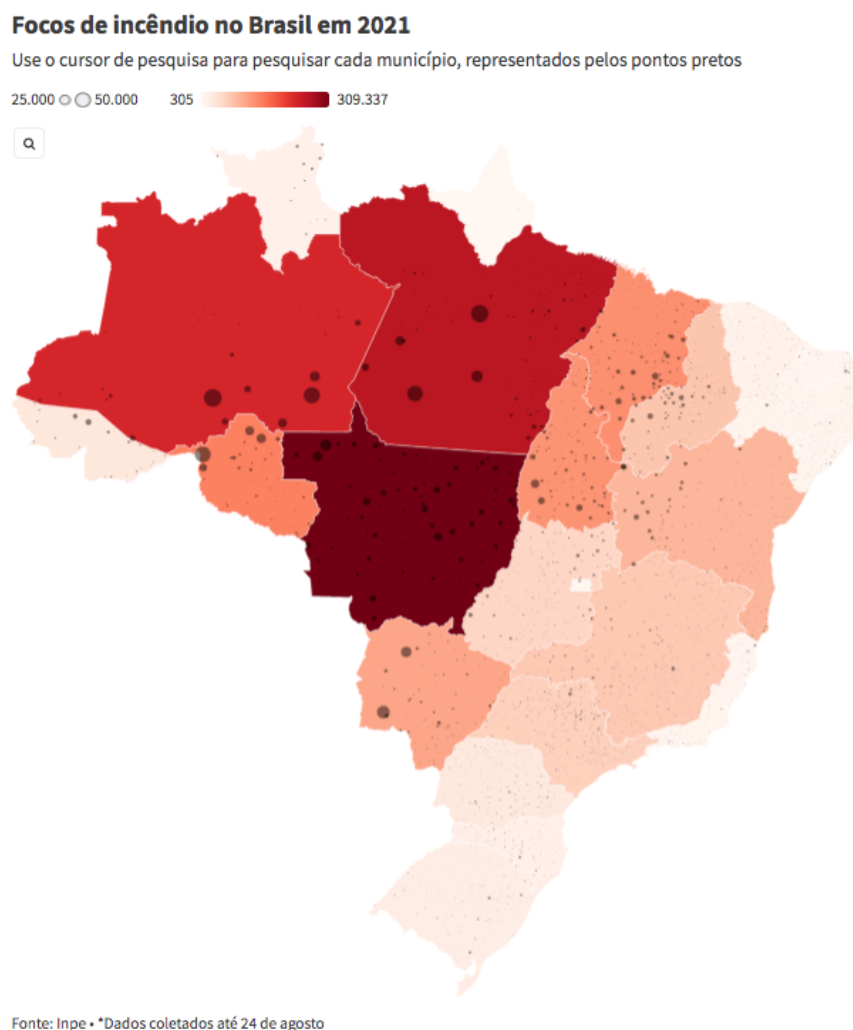 Focos de incêndio no Brasil em 2021
Use o cursor de pesquisa para pesquisar cada município, representados pelos pontos pretos
25.000 50.000 305 309.337
Fonte: Inpe • *Dados coletados até 24 de agosto